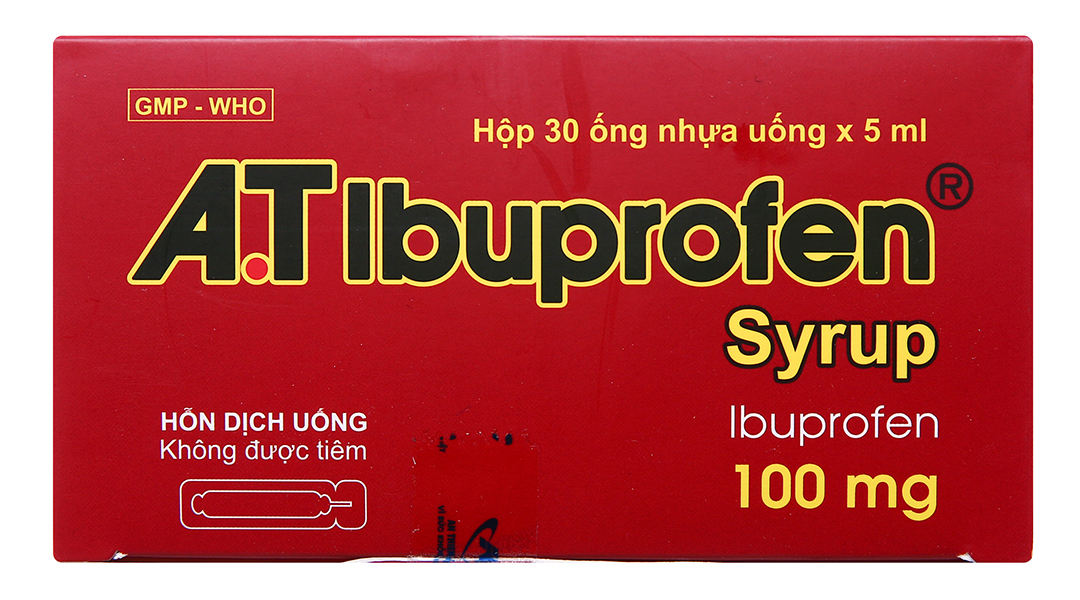 GMP - WHO
Hộp 30 ống nhựa uống x 5 ml
A.T Ibuprofen®
Syrup
Ibuprofen
100 mg
HỖN DỊCH UỐNG
Không được tiêm